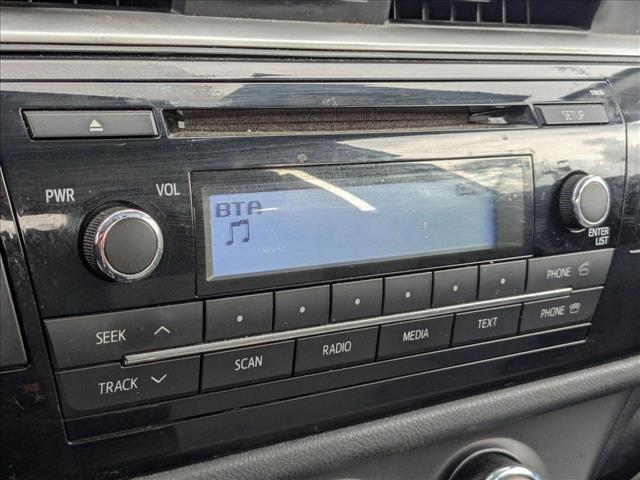 SETUP
PWR
VOL
BTA
ENTER
LIST
PHONE
SEEK
PHONE
TEXT
MEDIA
RADIO
SCAN
TRACK